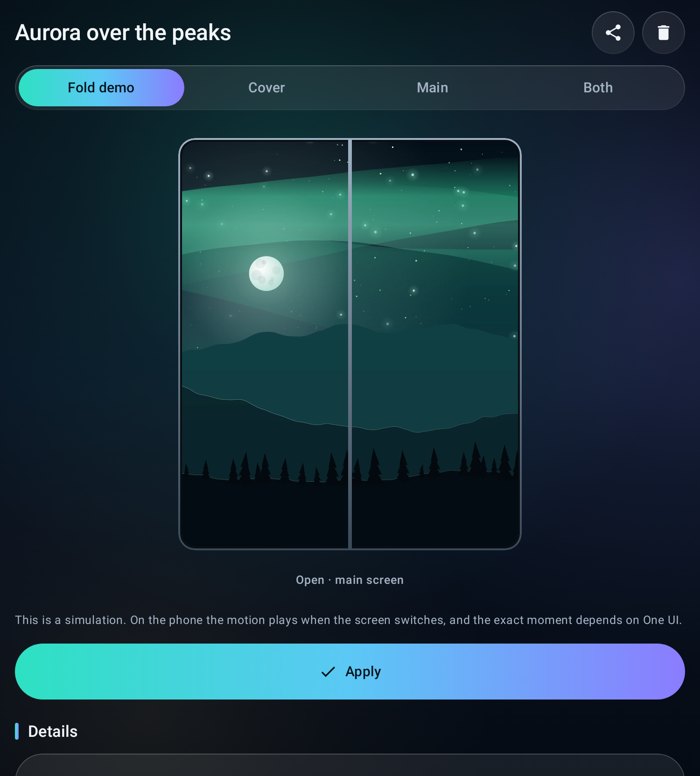 Aurora over the peaks
Fold demo
Cover
Main
Both
Open · main screen
This is a simulation. On the phone the motion plays when the screen switches, and the exact moment depends on One UI.
Apply
Details